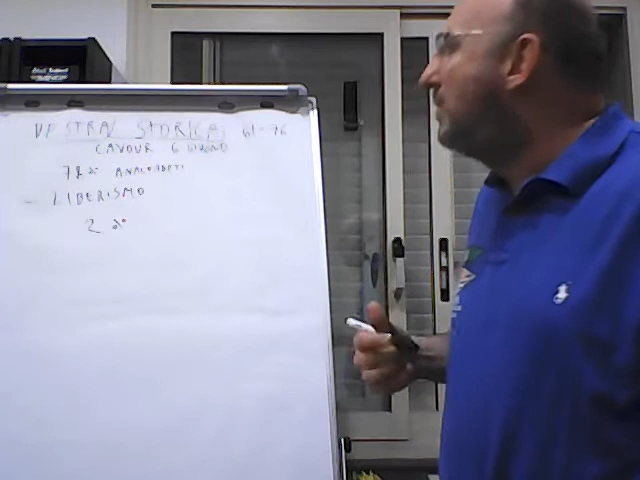 DESTRA STORICA 61-76
CAVOUR 6 GIUGNO
78% ANALFABETI
- LIBERISMO
2 %